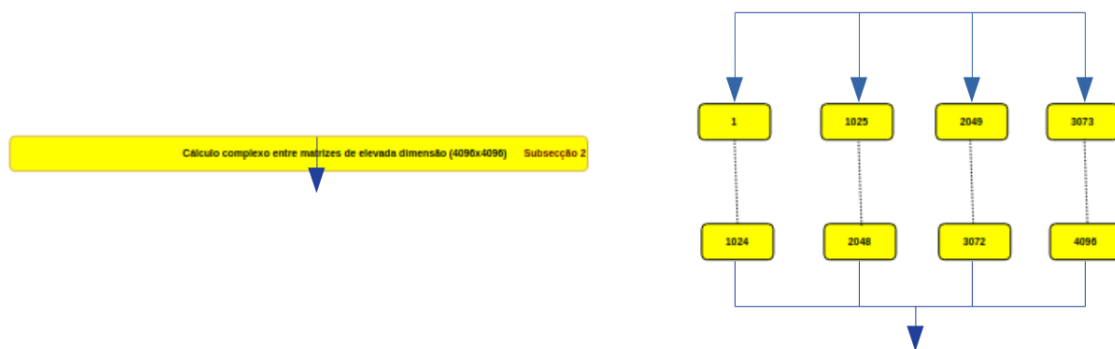 Cálculo complexo entre matrizes de elevada dimensão (4096x4096) Subsecção 2
1 1025 2049 3073
1024 2048 3072 4096